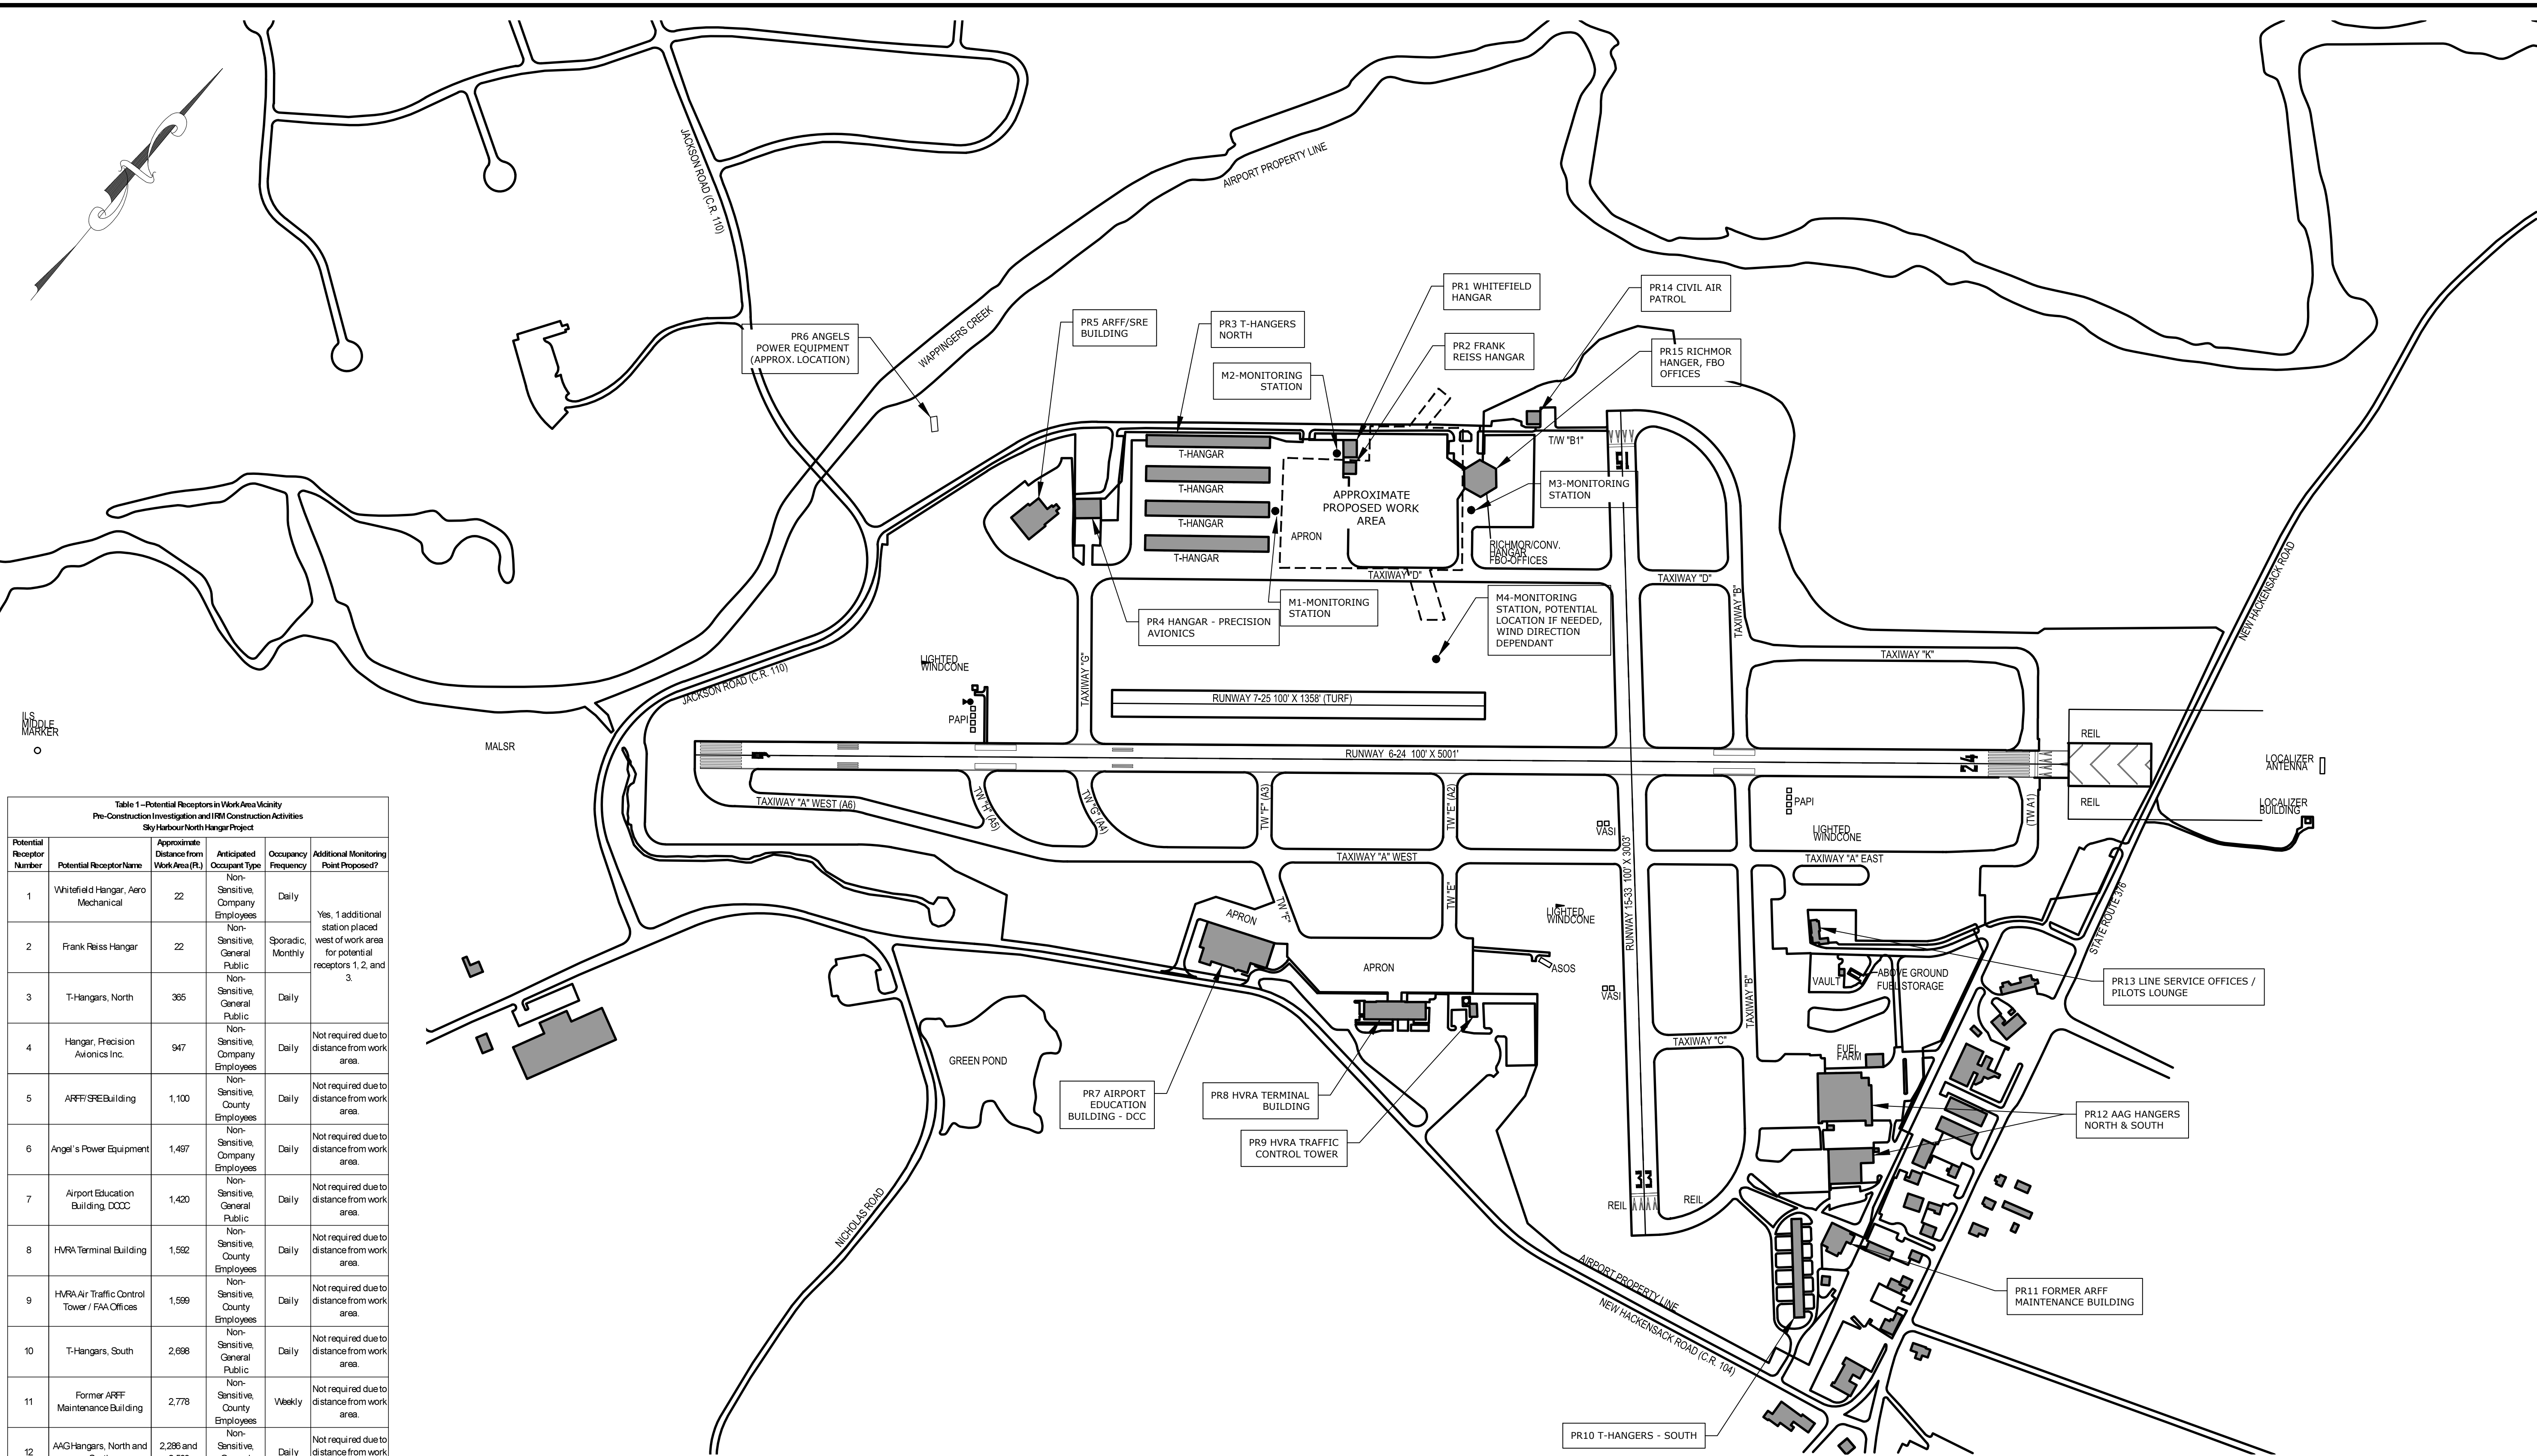 JACKSON ROAD (C.R. 110)
AIRPORT PROPERTY LINE
WAPPINGERS CREEK
PR6 ANGELS
POWER EQUIPMENT
(APPROX. LOCATION)
PR5 ARFF/SRE
BUILDING
PR3 T-HANGERS
NORTH
M2-MONITORING
STATION
PR1 WHITEFIELD
HANGAR
PR2 FRANK
REISS HANGAR
PR14 CIVIL AIR
PATROL
PR15 RICHMOR
HANGER, FBO
OFFICES
T/W "B1"
15
T-HANGAR
T-HANGAR
T-HANGAR
T-HANGAR
APPROXIMATE
PROPOSED WORK
AREA
APRON
M3-MONITORING
STATION
RICHMOR/CONV.
HANGAR
FBO-OFFICES
TAXIWAY "D"
TAXIWAY "D"
TAXIWAY "B"
M1-MONITORING
STATION
M4-MONITORING
STATION, POTENTIAL
LOCATION IF NEEDED,
WIND DIRECTION
DEPENDANT
PR4 HANGAR - PRECISION
AVIONICS
NEW HACKENSACK ROAD
TAXIWAY "K"
LIGHTED
WINDCONE
TAXIWAY "G"
JACKSON ROAD (C.R. 110)
RUNWAY 7-25 100' X 1358' (TURF)
PAPI
ILS
MIDDLE
MARKER
MALSR
RUNWAY 6-24 100' X 5001'
24
REIL
REIL
LOCALIZER
ANTENNA
LOCALIZER
BUILDING
TAXIWAY "A" WEST (A6)
TW "H" (A5)
TW "G" (A4)
TW "F" (A3)
TW "E" (A2)
(TW A1)
VASI
PAPI
LIGHTED
WINDCONE
TAXIWAY "A" WEST
TAXIWAY "A" EAST
RUNWAY 15-33 100' X 3003'
STATE ROUTE 376
APRON
TW "F"
TW "E"
LIGHTED
WINDCONE
APRON
ASOS
VASI
TAXIWAY "B"
VAULT
ABOVE GROUND
FUEL STORAGE
PR13 LINE SERVICE OFFICES /
PILOTS LOUNGE
TAXIWAY "C"
FUEL
FARM
GREEN POND
PR7 AIRPORT
EDUCATION
BUILDING - DCC
PR8 HVRA TERMINAL
BUILDING
PR9 HVRA TRAFFIC
CONTROL TOWER
PR12 AAG HANGERS
NORTH & SOUTH
33
REIL
REIL
NICHOLAS ROAD
AIRPORT PROPERTY LINE
NEW HACKENSACK ROAD (C.R. 104)
PR11 FORMER ARFF
MAINTENANCE BUILDING
PR10 T-HANGERS - SOUTH
Table 1 – Potential Receptors in Work Area Vicinity
Pre-Construction Investigation and IRM Construction Activities
Sky Harbour North Hangar Project
Potential
Receptor
Number
Potential Receptor Name
Approximate
Distance from
Work Area (Ft.)
Anticipated
Occupant Type
Occupancy
Frequency
Additional Monitoring
Point Proposed?
1
Whitefield Hangar, Aero
Mechanical
22
Non-
Sensitive,
Company
Employees
Daily
Yes, 1 additional
station placed
west of work area
for potential
receptors 1, 2, and
3.
2
Frank Reiss Hangar
22
Non-
Sensitive,
General
Public
Sporadic,
Monthly
3
T-Hangars, North
365
Non-
Sensitive,
General
Public
Daily
4
Hangar, Precision
Avionics Inc.
947
Non-
Sensitive,
Company
Employees
Daily
Not required due to
distance from work
area.
5
ARFF/SRE Building
1,100
Non-
Sensitive,
County
Employees
Daily
Not required due to
distance from work
area.
6
Angel's Power Equipment
1,497
Non-
Sensitive,
Company
Employees
Daily
Not required due to
distance from work
area.
7
Airport Education
Building, DCCC
1,420
Non-
Sensitive,
General
Public
Daily
Not required due to
distance from work
area.
8
HVRA Terminal Building
1,592
Non-
Sensitive,
County
Employees
Daily
Not required due to
distance from work
area.
9
HVRA Air Traffic Control
Tower / FAA Offices
1,599
Non-
Sensitive,
County
Employees
Daily
Not required due to
distance from work
area.
10
T-Hangars, South
2,698
Non-
Sensitive,
General
Public
Daily
Not required due to
distance from work
area.
11
Former ARFF
Maintenance Building
2,778
Non-
Sensitive,
County
Employees
Weekly
Not required due to
distance from work
area.
12
AAG Hangars, North and
2,286 and
Non-
Sensitive,
Daily
Not required due to
distance from work